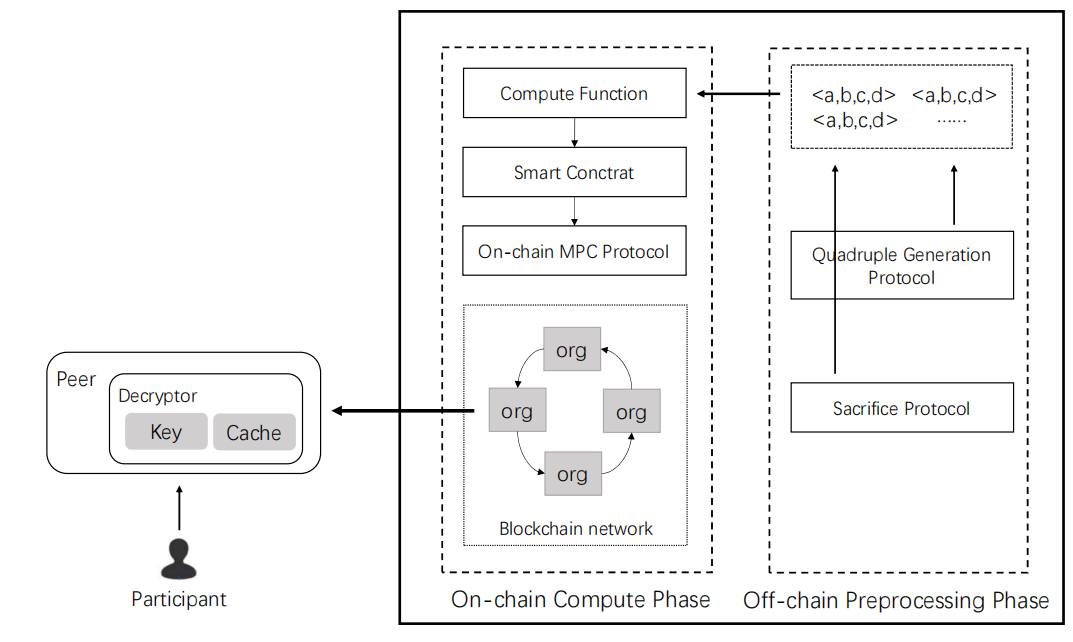 Compute Function
Smart Conctrat
On-chain MPC Protocol
org
org
org
org
Blockchain network
On-chain Compute Phase
<a,b,c,d> <a,b,c,d>
<a,b,c,d> ......
Quadruple Generation
Protocol
Sacrifice Protocol
Off-chain Preprocessing Phase
Peer
Decryptor
Key Cache
Participant